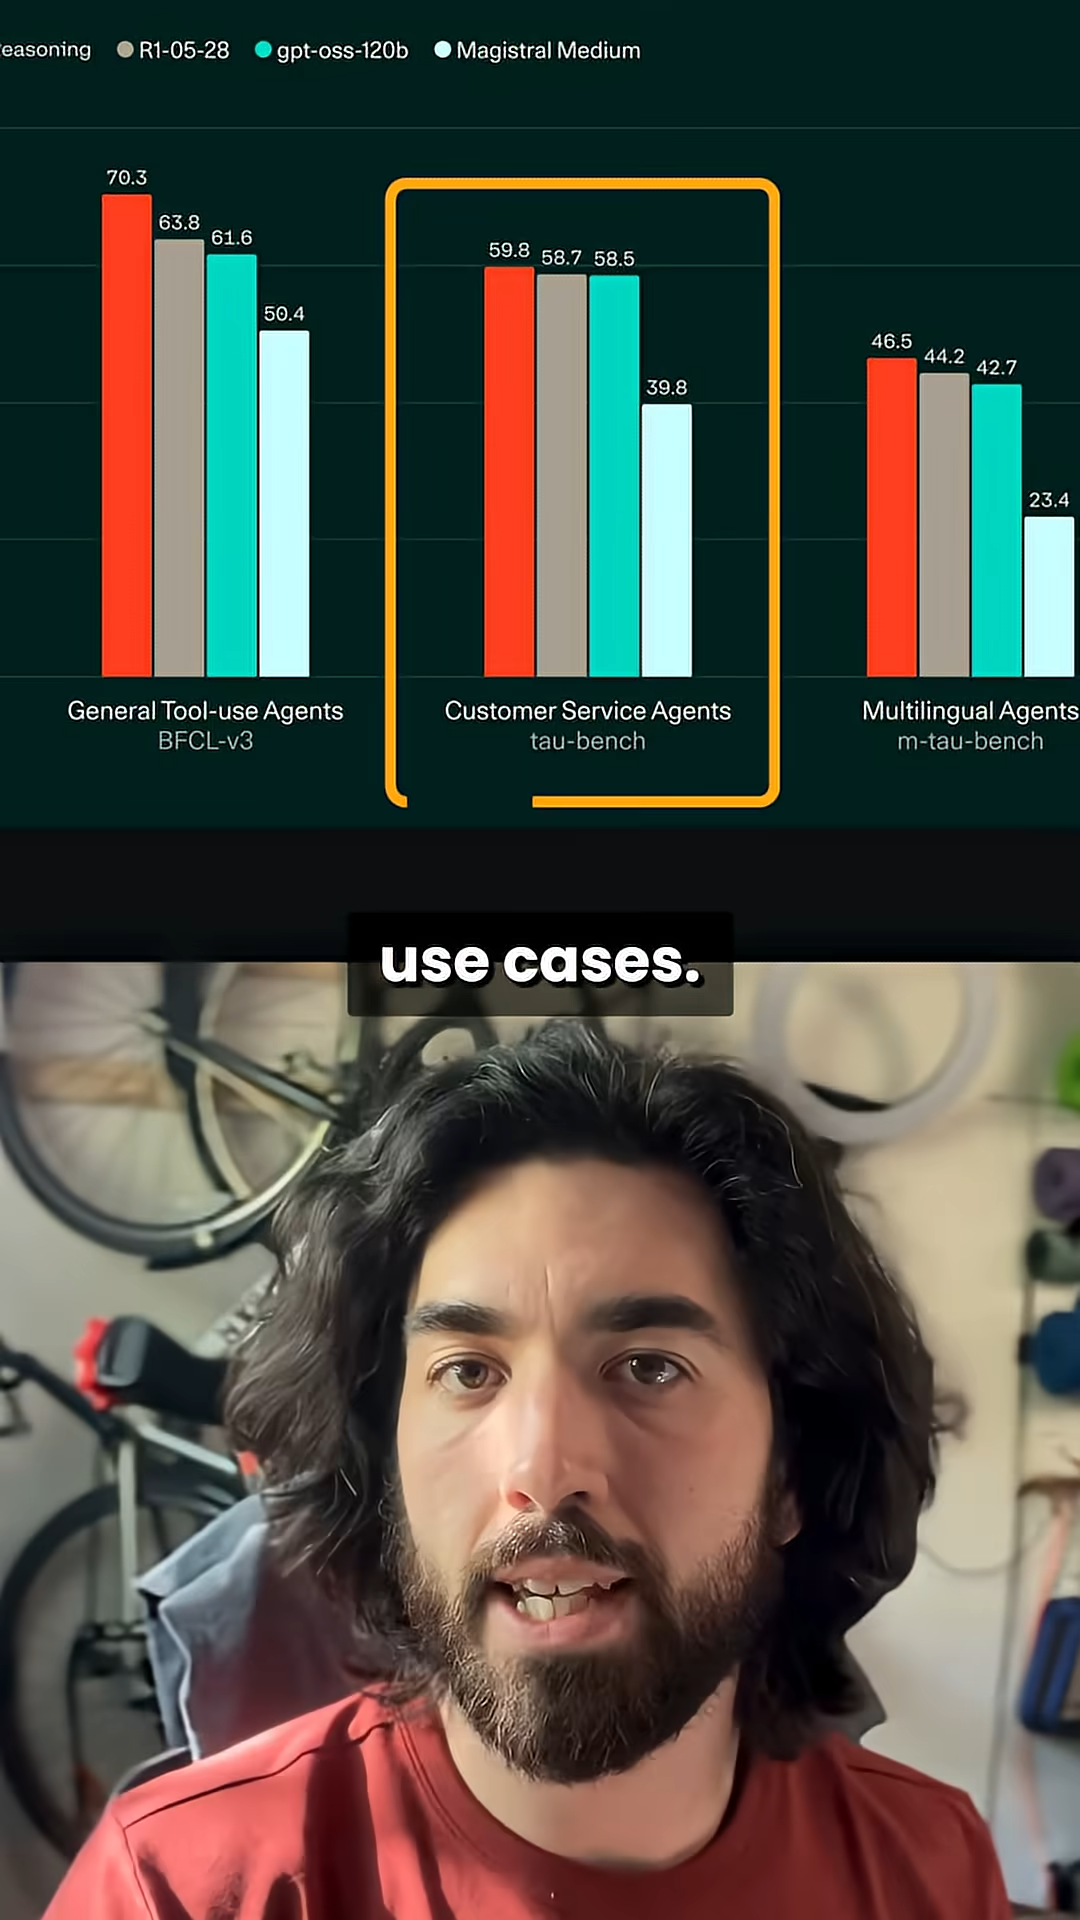 easoning R1-05-28 gpt-oss-120b Magistral Medium
70.3 63.8 61.6 50.4
59.8 58.7 58.5 39.8
46.5 44.2 42.7 23.4
General Tool-use Agents
BFCL-v3
Customer Service Agents
tau-bench
Multilingual Agents
m-tau-bench
use cases.